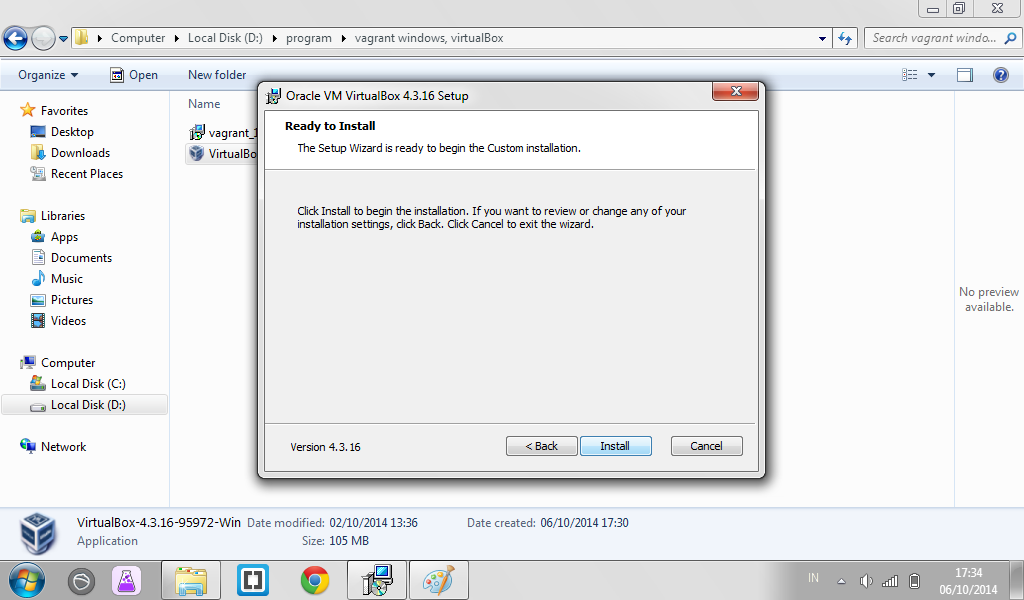 Computer
Local Disk (D:)
program
vagrant windows, virtualBox
Search vagrant windo...
Organize
Open
New folder
Name
Favorites
Desktop
Downloads
Recent Places
Libraries
Apps
Documents
Music
Pictures
Videos
Computer
Local Disk (C:)
Local Disk (D:)
Network
vagrant_1
VirtualBo
Oracle VM VirtualBox 4.3.16 Setup
Ready to Install
The Setup Wizard is ready to begin the Custom installation.
Click Install to begin the installation. If you want to review or change any of your
installation settings, click Back. Click Cancel to exit the wizard.
Version 4.3.16
< Back
Install
Cancel
No preview
available.
VirtualBox-4.3.16-95972-Win Date modified: 02/10/2014 13:36 Date created: 06/10/2014 17:30
Application Size: 105 MB
IN
17:34
06/10/2014